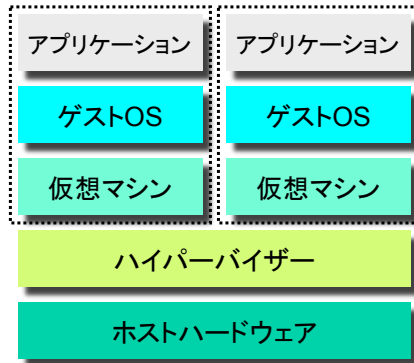 アプリケーション アプリケーション
ゲストOS ゲストOS
仮想マシン 仮想マシン
ハイパーバイザー
ホストハードウェア